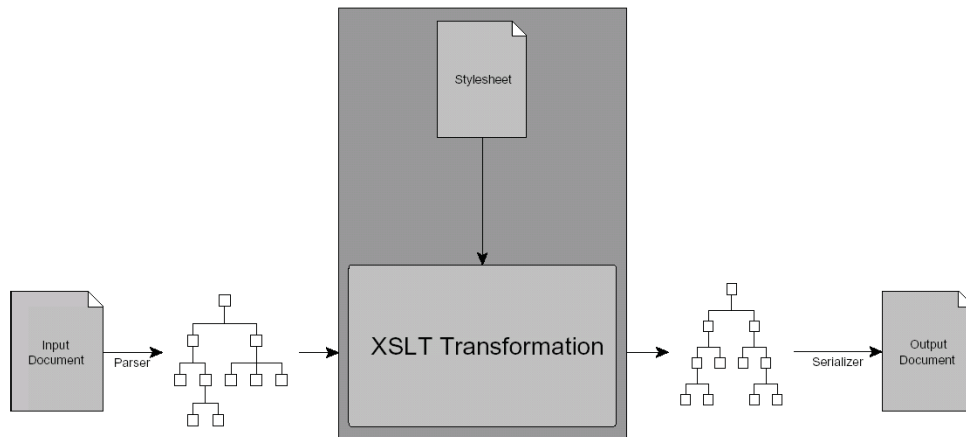 Stylesheet
Input
Document
Parser
XSLT Transformation
Serializer
Output
Document